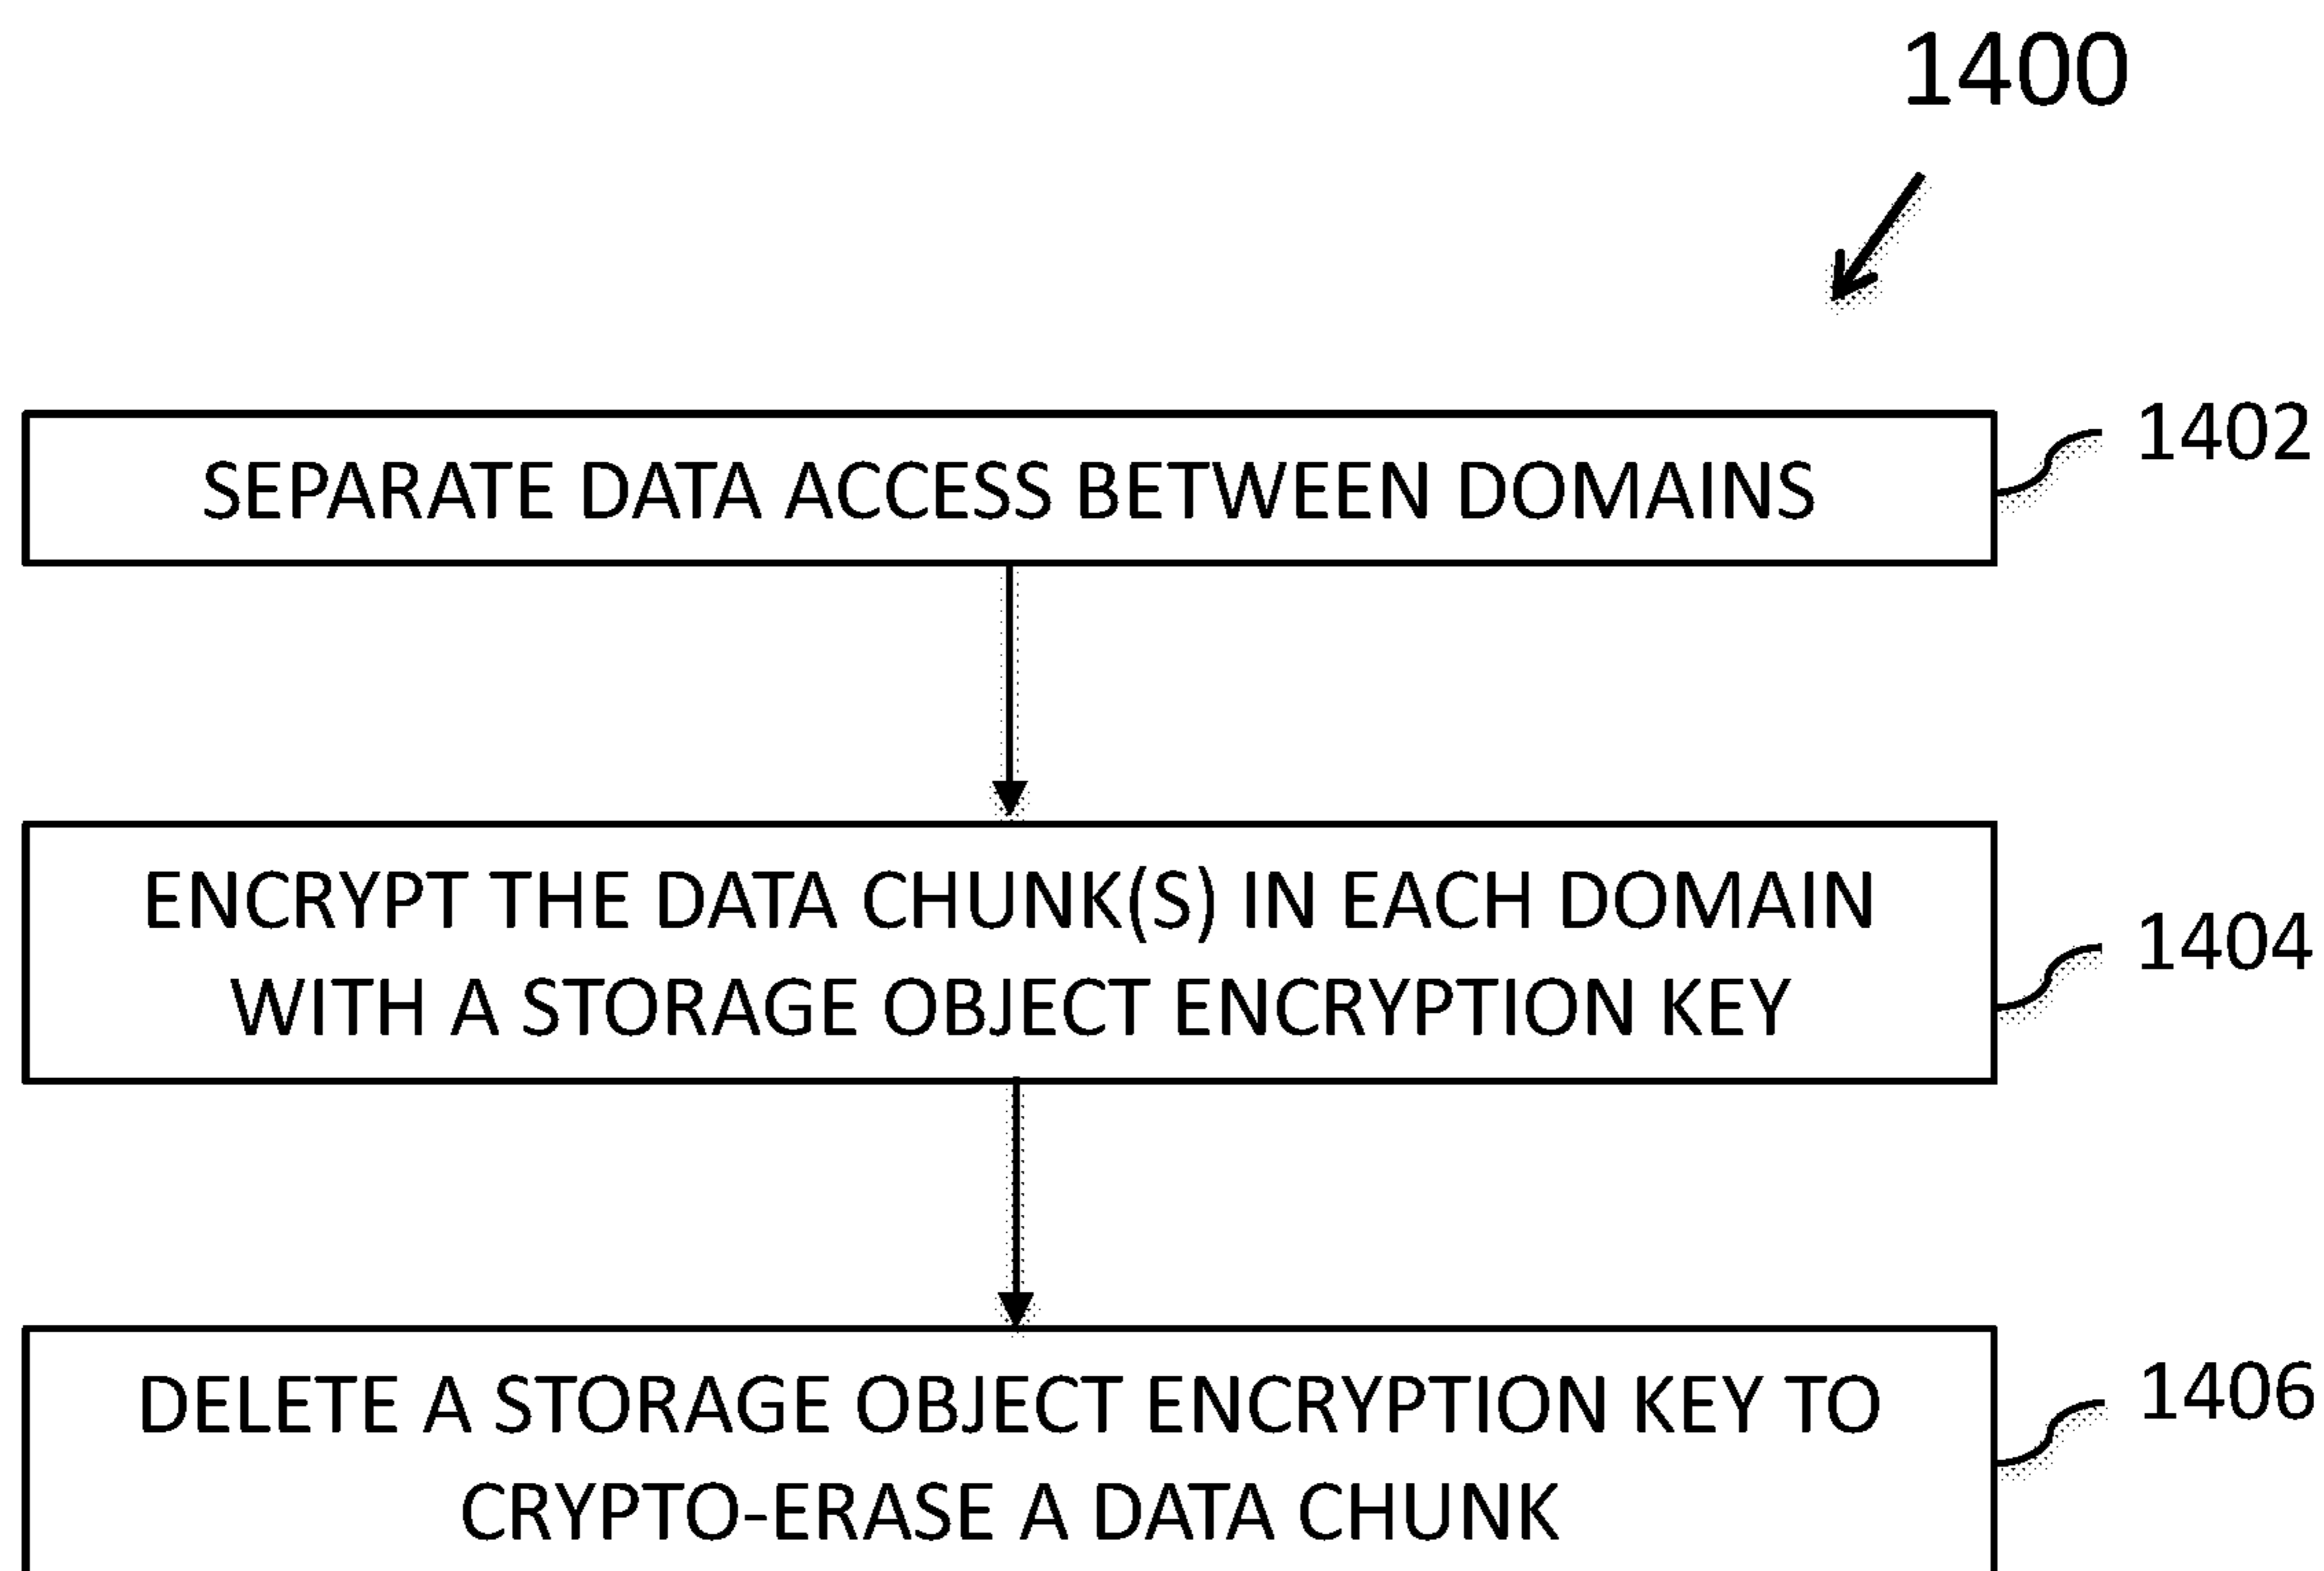 1400
SEPARATE DATA ACCESS BETWEEN DOMAINS
1402
ENCRYPT THE DATA CHUNK(S) IN EACH DOMAIN
WITH A STORAGE OBJECT ENCRYPTION KEY
1404
DELETE A STORAGE OBJECT ENCRYPTION KEY TO
CRYPTO-ERASE A DATA CHUNK
1406